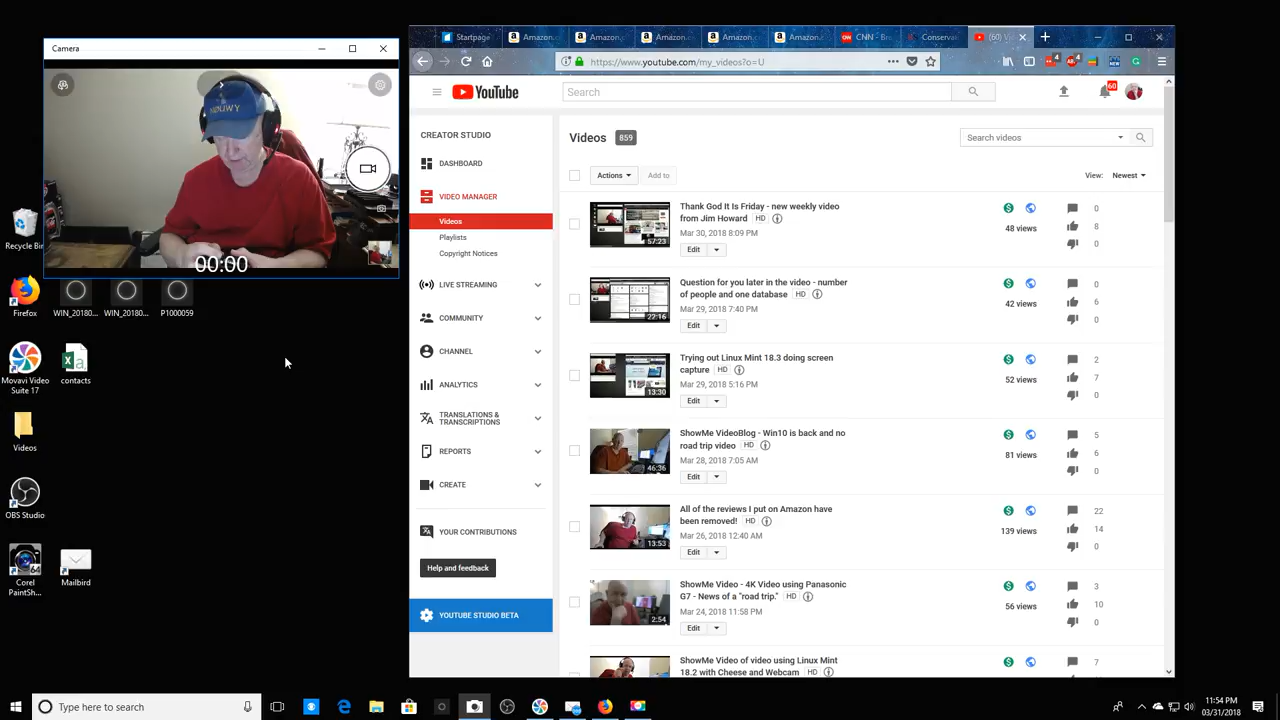 Camera
00:00
Recycle Bin
Firefox
WIN_20180...
WIN_20180...
P1000059
Movavi Video
Suite 17
contacts
Videos
OBS Studio
Corel
PaintSh...
Mailbird
Startpage
Amazon.
Amazon.
Amazon.
Amazon.
Amazon.
CNN - Br
Conserva
(60) V
https://www.youtube.com/my_videos?o=U
YouTube
Search
60
CREATOR STUDIO
DASHBOARD
VIDEO MANAGER
Videos
Playlists
Copyright Notices
LIVE STREAMING
COMMUNITY
CHANNEL
ANALYTICS
TRANSLATIONS &
TRANSCRIPTIONS
REPORTS
CREATE
YOUR CONTRIBUTIONS
Help and feedback
YOUTUBE STUDIO BETA
Videos 859
Search videos
Actions
Add to
View: Newest
Thank God It Is Friday - new weekly video
from Jim Howard HD
Mar 30, 2018 8:09 PM
Edit
57:23
48 views
0
8
0
Question for you later in the video - number
of people and one database HD
Mar 29, 2018 7:40 PM
Edit
22:16
42 views
0
6
0
Trying out Linux Mint 18.3 doing screen
capture HD
Mar 29, 2018 5:16 PM
Edit
13:30
52 views
2
7
0
ShowMe VideoBlog - Win10 is back and no
road trip video HD
Mar 28, 2018 7:05 AM
Edit
46:36
81 views
5
6
0
All of the reviews I put on Amazon have
been removed! HD
Mar 26, 2018 12:40 AM
Edit
13:53
139 views
22
14
0
ShowMe Video - 4K Video using Panasonic
G7 - News of a "road trip." HD
Mar 24, 2018 11:58 PM
Edit
2:54
56 views
3
10
0
ShowMe Video of video using Linux Mint
18.2 with Cheese and Webcam HD
7
Type here to search
11:54 PM
03/31/2018